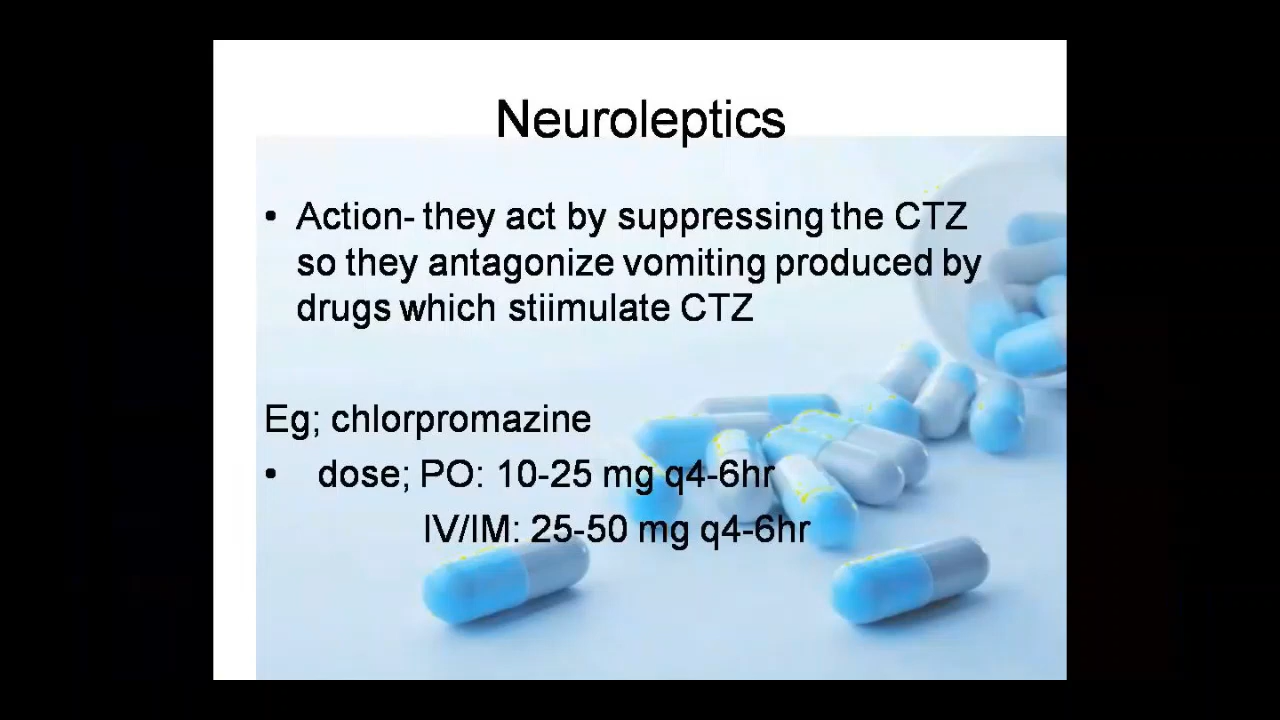 Neuroleptics
• Action- they act by suppressing the CTZ
so they antagonize vomiting produced by
drugs which stiimulate CTZ
Eg; chlorpromazine
• dose; PO: 10-25 mg q4-6hr
IV/IM: 25-50 mg q4-6hr